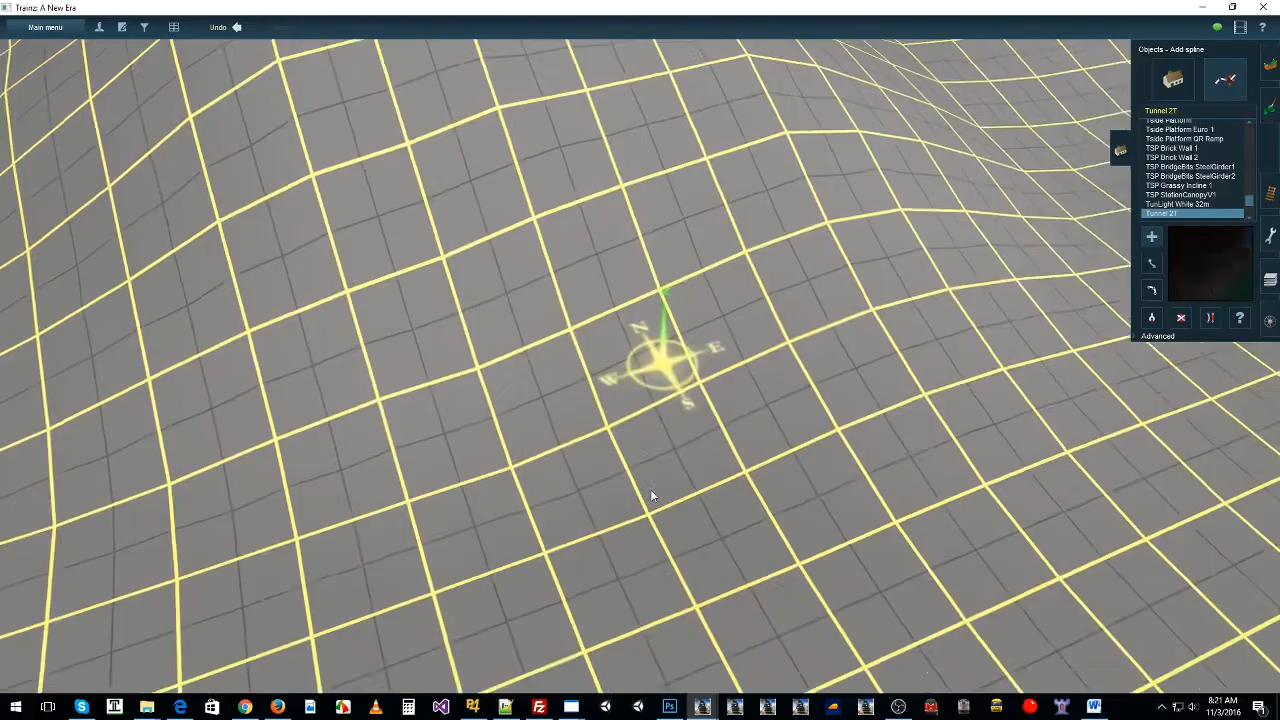 Trainz: A New Era
Main menu
Undo
Objects - Add spline
Tunnel 2T
Tside Platform
Tside Platform Euro 1
Tside Platform QR Ramp
TSP Brick Wall 1
TSP Brick Wall 2
TSP BridgeBits SteelGirder1
TSP BridgeBits SteelGirder2
TSP Grassy Incline 1
TSP StationCanopyV1
TunLight White 32m
Tunnel 2T
Advanced
N
E
W
S
8:21 AM
11/3/2016